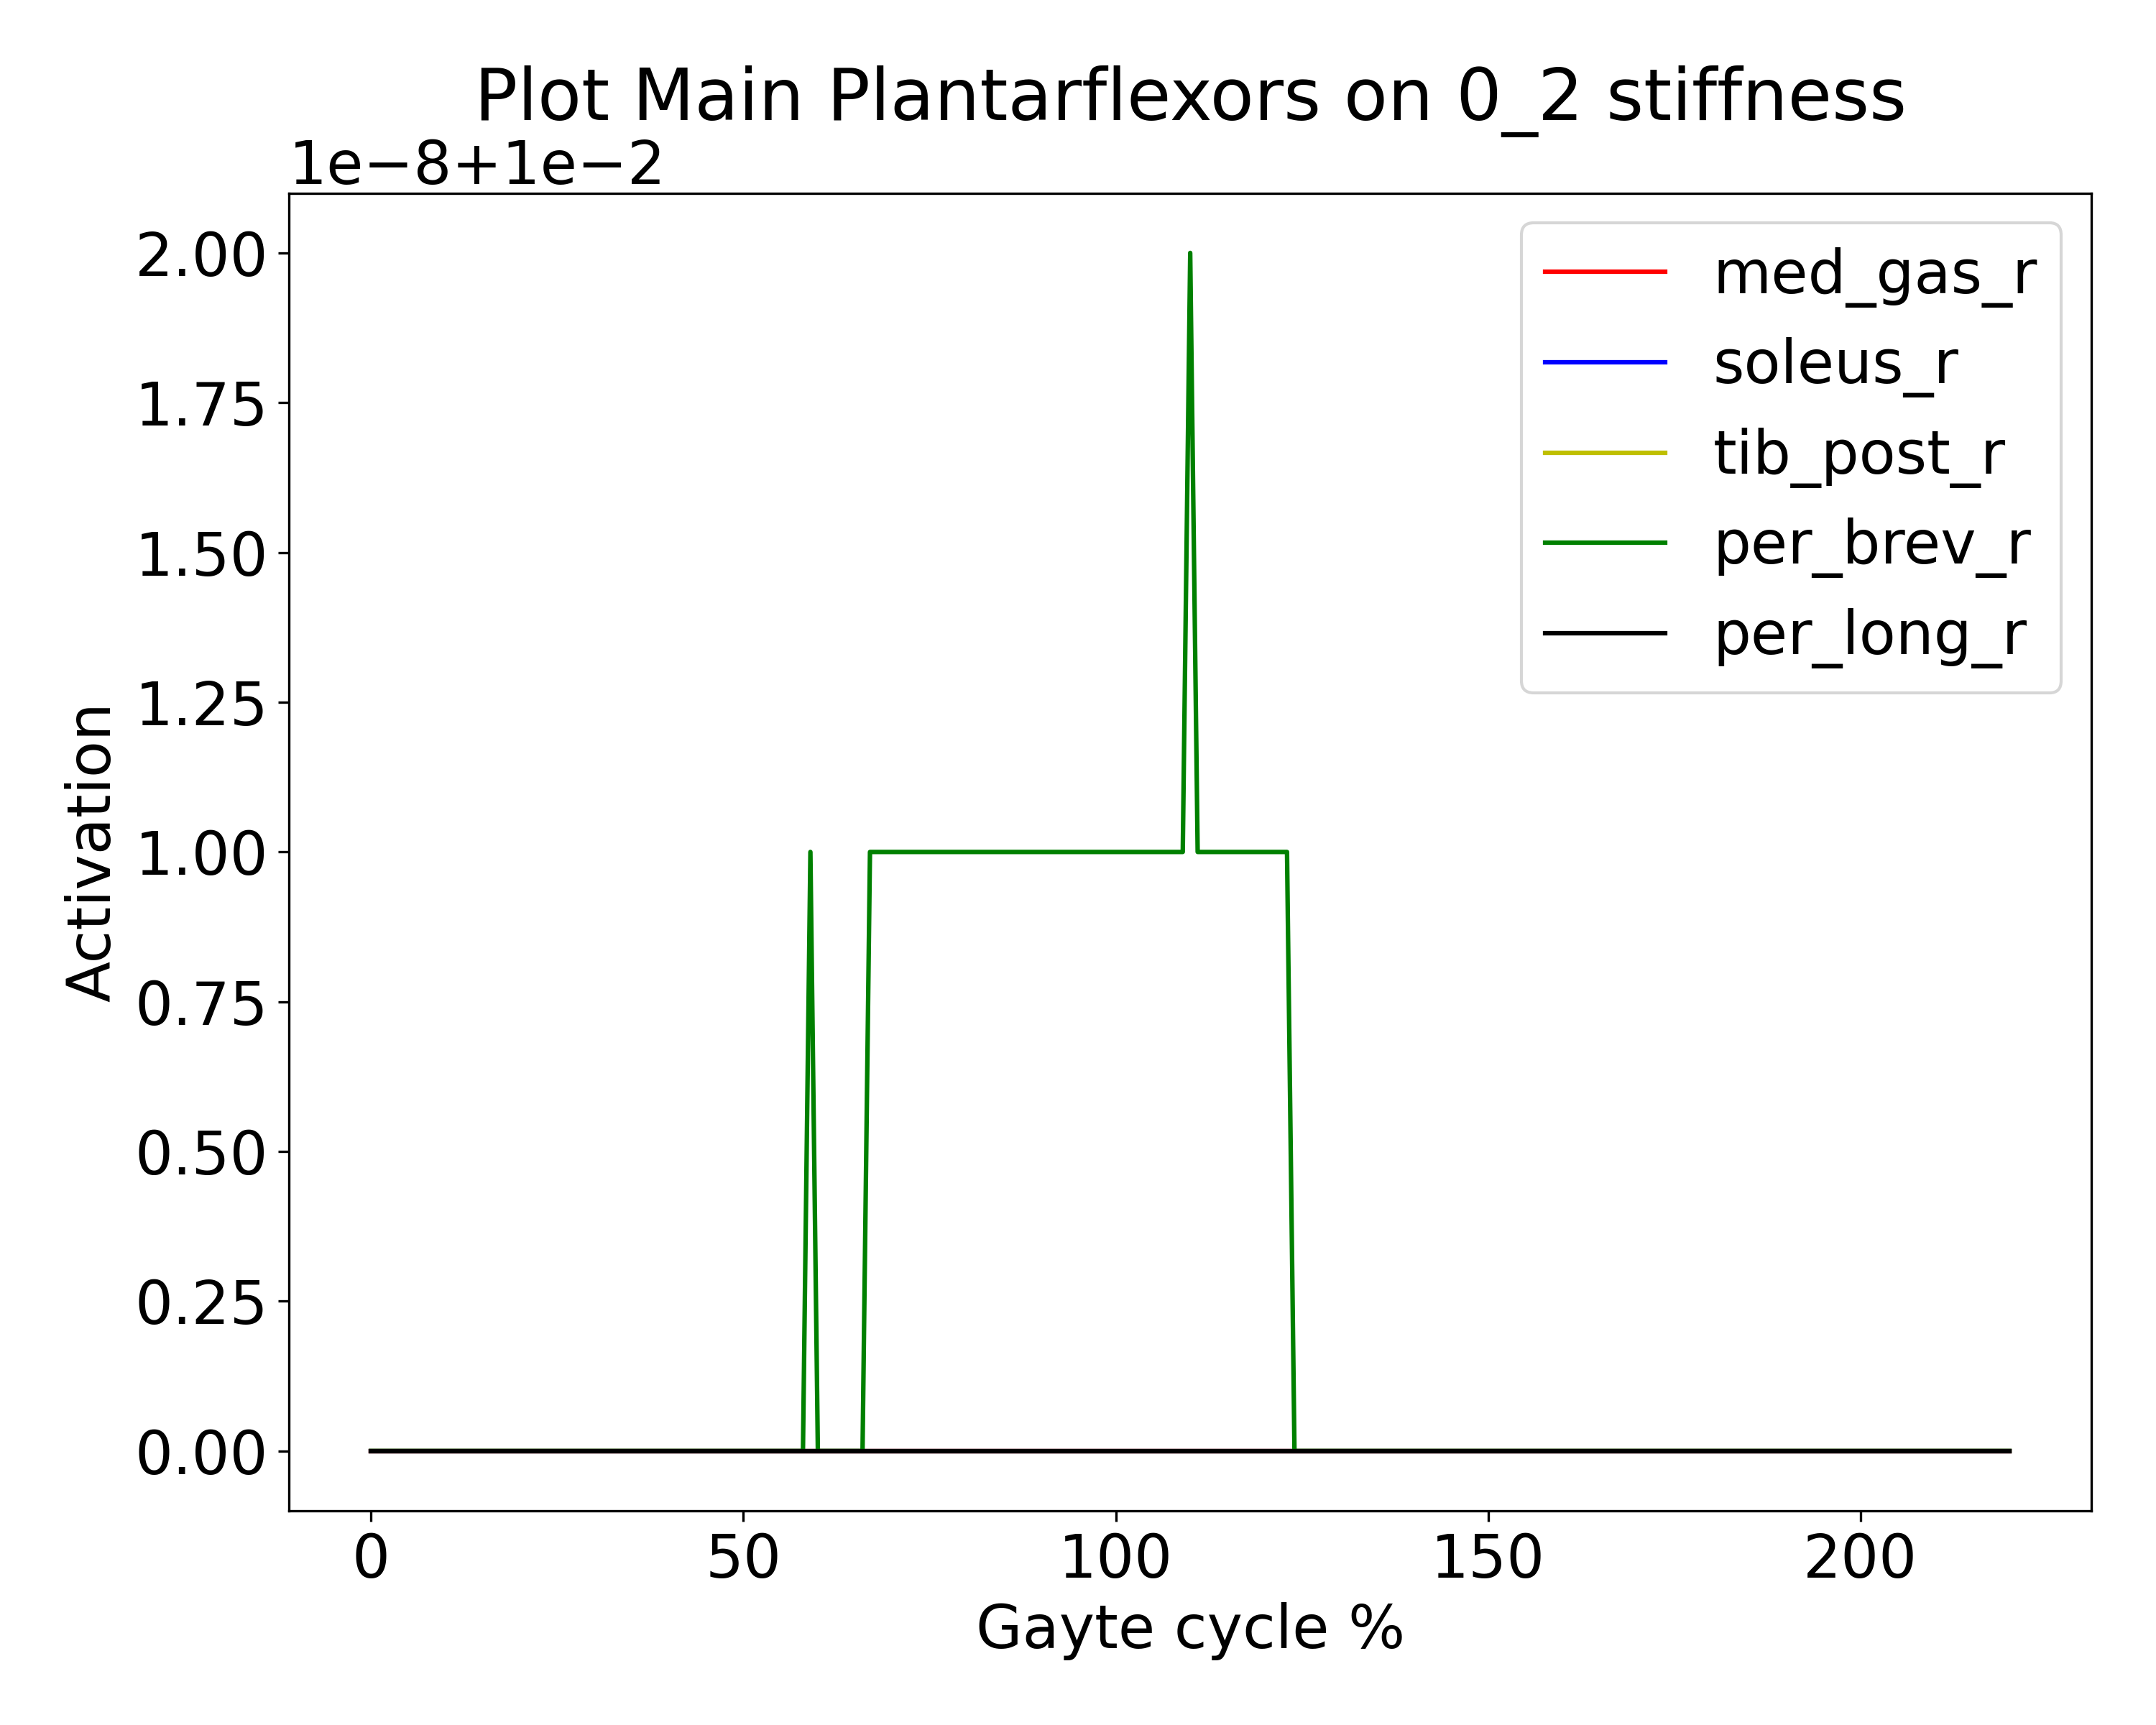 Plot Main Plantarflexors on 0_2 stiffness
1e−8+1e−2
2.00
1.75
1.50
1.25
1.00
0.75
0.50
0.25
0.00
Activation
med_gas_r
soleus_r
tib_post_r
per_brev_r
per_long_r
0 50 100 150 200
Gayte cycle %